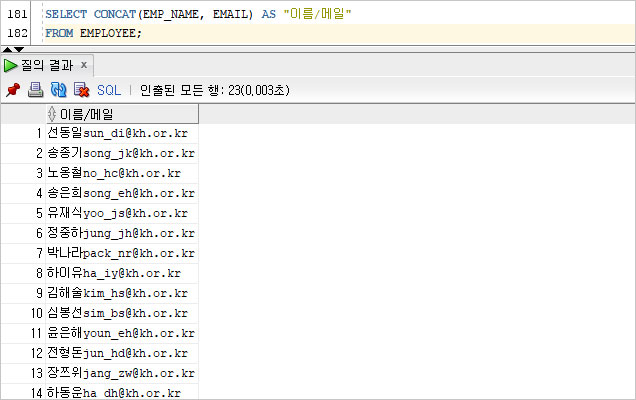 181 SELECT CONCAT(EMP_NAME, EMAIL) AS "이름/메일"
182 FROM EMPLOYEE;
질의 결과 x
SQL | 인출된 모든 행: 23(0,003초)
이름/메일
1 선동일sun_di@kh.or.kr
2 송종기song_jk@kh.or.kr
3 노옹철no_hc@kh.or.kr
4 송은희song_eh@kh.or.kr
5 유재식yoo_js@kh.or.kr
6 정중하jung_jh@kh.or.kr
7 박나라pack_nr@kh.or.kr
8 하이유ha_iy@kh.or.kr
9 김해술kim_hs@kh.or.kr
10 심봉선sim_bs@kh.or.kr
11 윤은해youn_eh@kh.or.kr
12 전형돈jun_hd@kh.or.kr
13 장쯔위jang_zw@kh.or.kr
14 하동운ha_dh@kh.or.kr